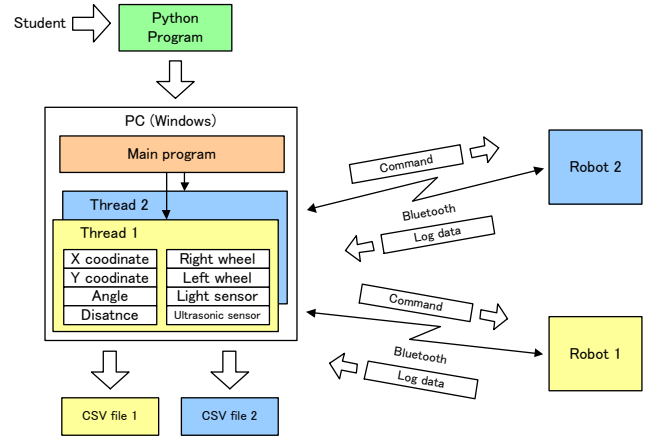 Student
Python
Program
PC (Windows)
Main program
Thread 2
Thread 1
X coodinate
Right wheel
Y coodinate
Left wheel
Angle
Light sensor
Disatnce
Ultrasonic sensor
CSV file 1
CSV file 2
Command
Bluetooth
Log data
Robot 2
Command
Bluetooth
Log data
Robot 1